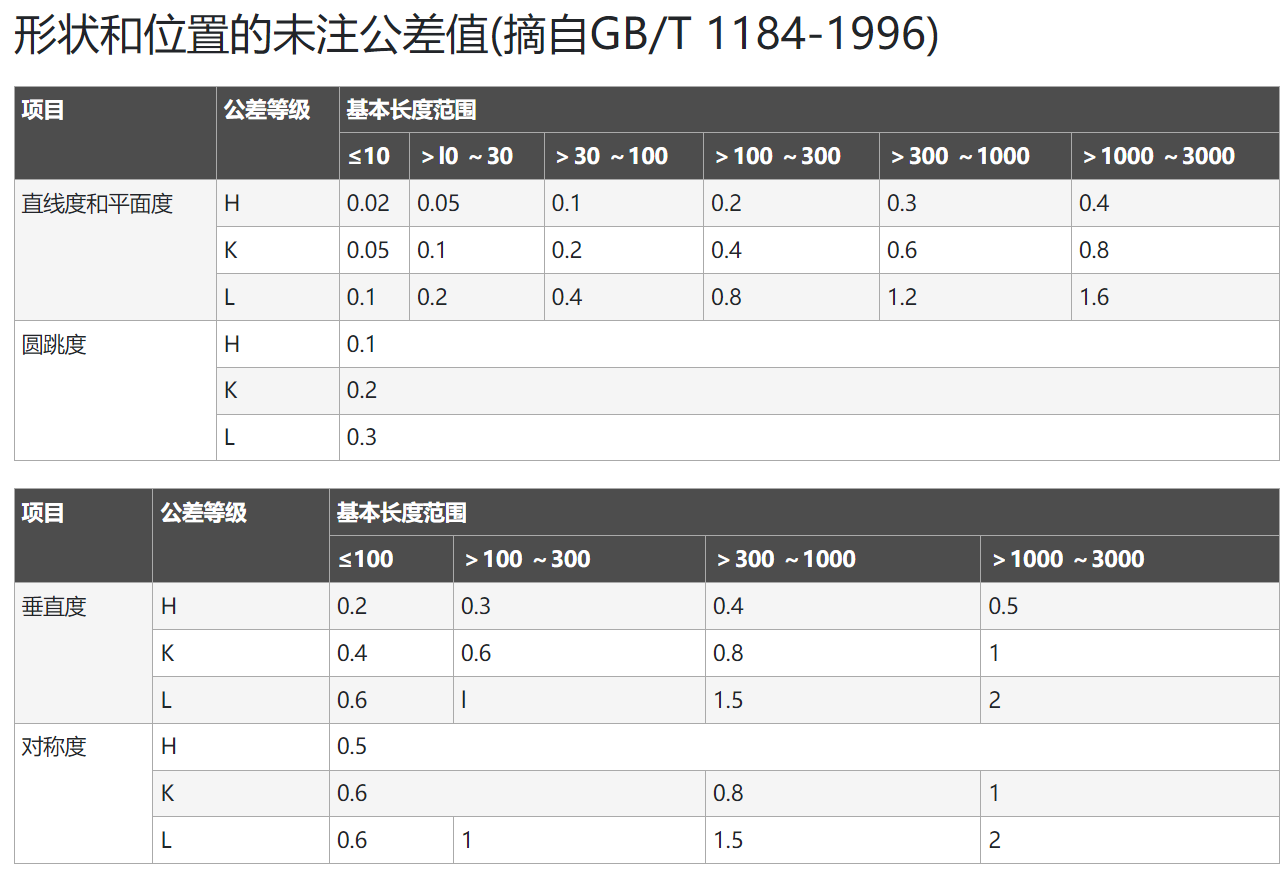 形状和位置的未注公差值(摘自GB/T 1184-1996)
项目 公差等级 基本长度范围
≤10 >l0 ~30 >30 ~100 >100 ~300 >300 ~1000 >1000 ~3000
直线度和平面度 H 0.02 0.05 0.1 0.2 0.3 0.4
K 0.05 0.1 0.2 0.4 0.6 0.8
L 0.1 0.2 0.4 0.8 1.2 1.6
圆跳度 H 0.1
K 0.2
L 0.3
项目 公差等级 基本长度范围
≤100 >100 ~300 >300 ~1000 >1000 ~3000
垂直度 H 0.2 0.3 0.4 0.5
K 0.4 0.6 0.8 1
L 0.6 l 1.5 2
对称度 H 0.5
K 0.6 0.8 1
L 0.6 1 1.5 2